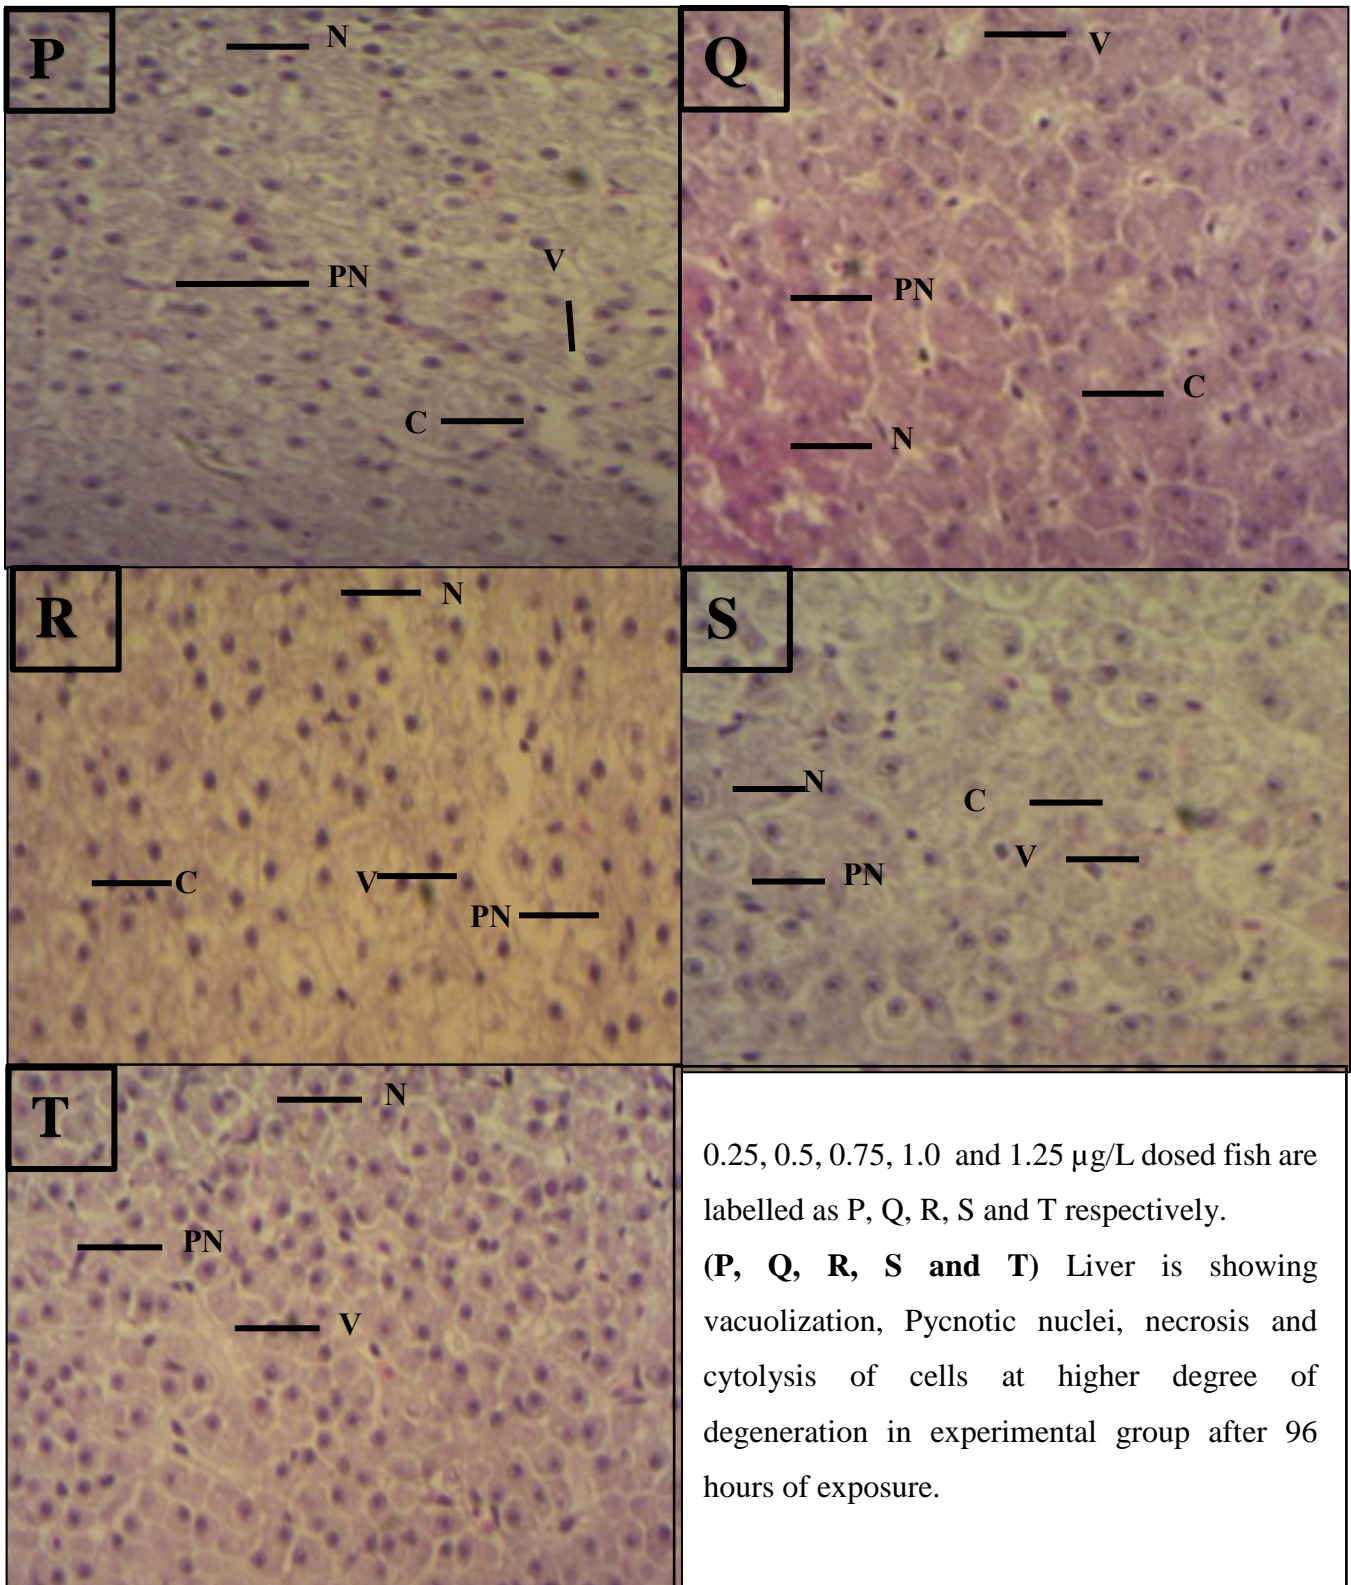 P
N
PN
V
C
Q
V
PN
C
N
R
N
C
V
PN
S
N
C
V
PN
T
N
PN
V
0.25, 0.5, 0.75, 1.0 and 1.25 µg/L dosed fish are
labelled as P, Q, R, S and T respectively.
(P, Q, R, S and T) Liver is showing
vacuolization, Pycnotic nuclei, necrosis and
cytolysis of cells at higher degree of
degeneration in experimental group after 96
hours of exposure.